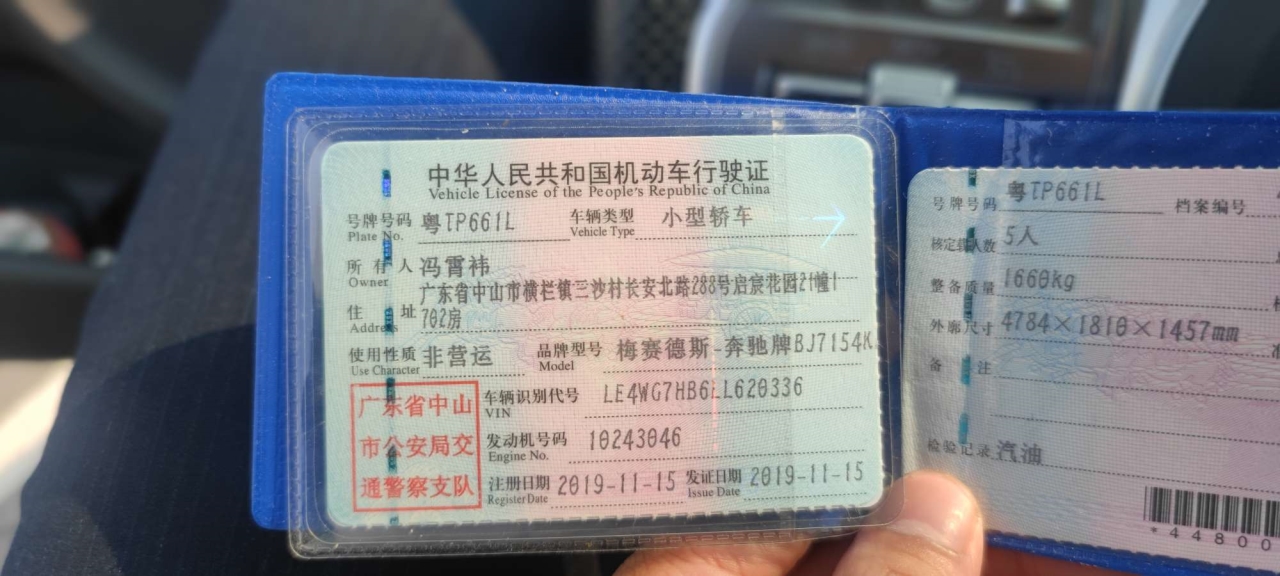 中华人民共和国机动车行驶证
Vehicle License of the People's Republic of China
号牌号码 粤TP661L 车辆类型 小型轿车
Plate No. Vehicle Type
所有人 冯霄祎
Owner
住址 广东省中山市横栏镇三沙村长安北路288号启宸花园21幢1
702房
Address
使用性质 非营运 品牌型号 梅赛德斯-奔驰牌BJ7154K
Use Character Model
广东省中山
市公安局交
通警察支队
车辆识别代号 LE4WG7HB6LL620336
VIN
发动机号码 10243046
Engine No.
注册日期 2019-11-15 发证日期 2019-11-15
Register Date Issue Date
号牌号码 粤TP661L 档案编号
核定载人数 5人
整备质量 1660kg
外廓尺寸 4784×1810×1457mm
备注
检验记录 汽油
*44800